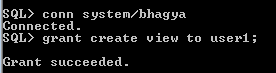 SQL> conn system/bhagya
Connected.
SQL> grant create view to user1;
Grant succeeded.